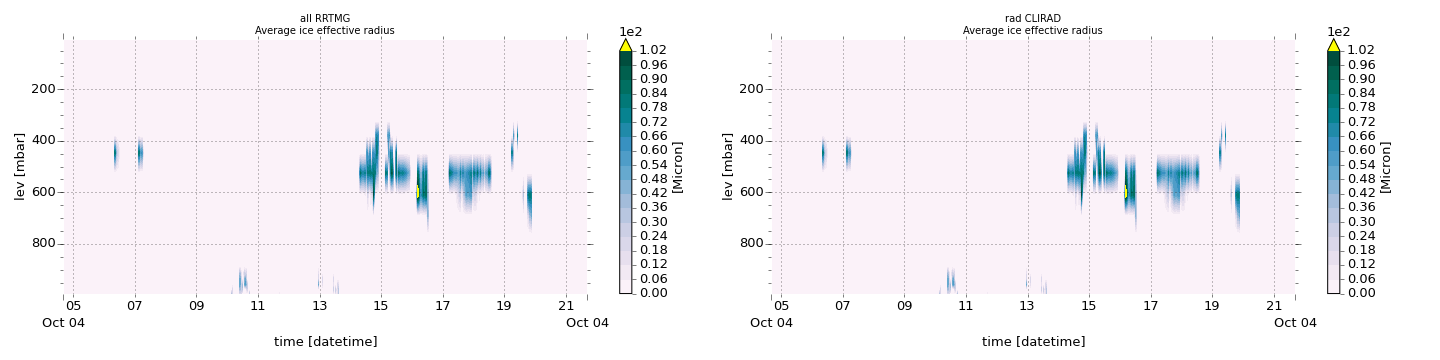 all RRTMG
Average ice effective radius
1e2
1.02
0.96
0.90
0.84
0.78
0.72
0.66
0.60
0.54
0.48
0.42
0.36
0.30
0.24
0.18
0.12
0.06
0.00
[Micron]
lev [mbar]
200
400
600
800
05 07 09 11 13 15 17 19 21
Oct 04 Oct 04
time [datetime]
rad CLIRAD
Average ice effective radius
1e2
1.02
0.96
0.90
0.84
0.78
0.72
0.66
0.60
0.54
0.48
0.42
0.36
0.30
0.24
0.18
0.12
0.06
0.00
[Micron]
lev [mbar]
200
400
600
800
05 07 09 11 13 15 17 19 21
Oct 04 Oct 04
time [datetime]